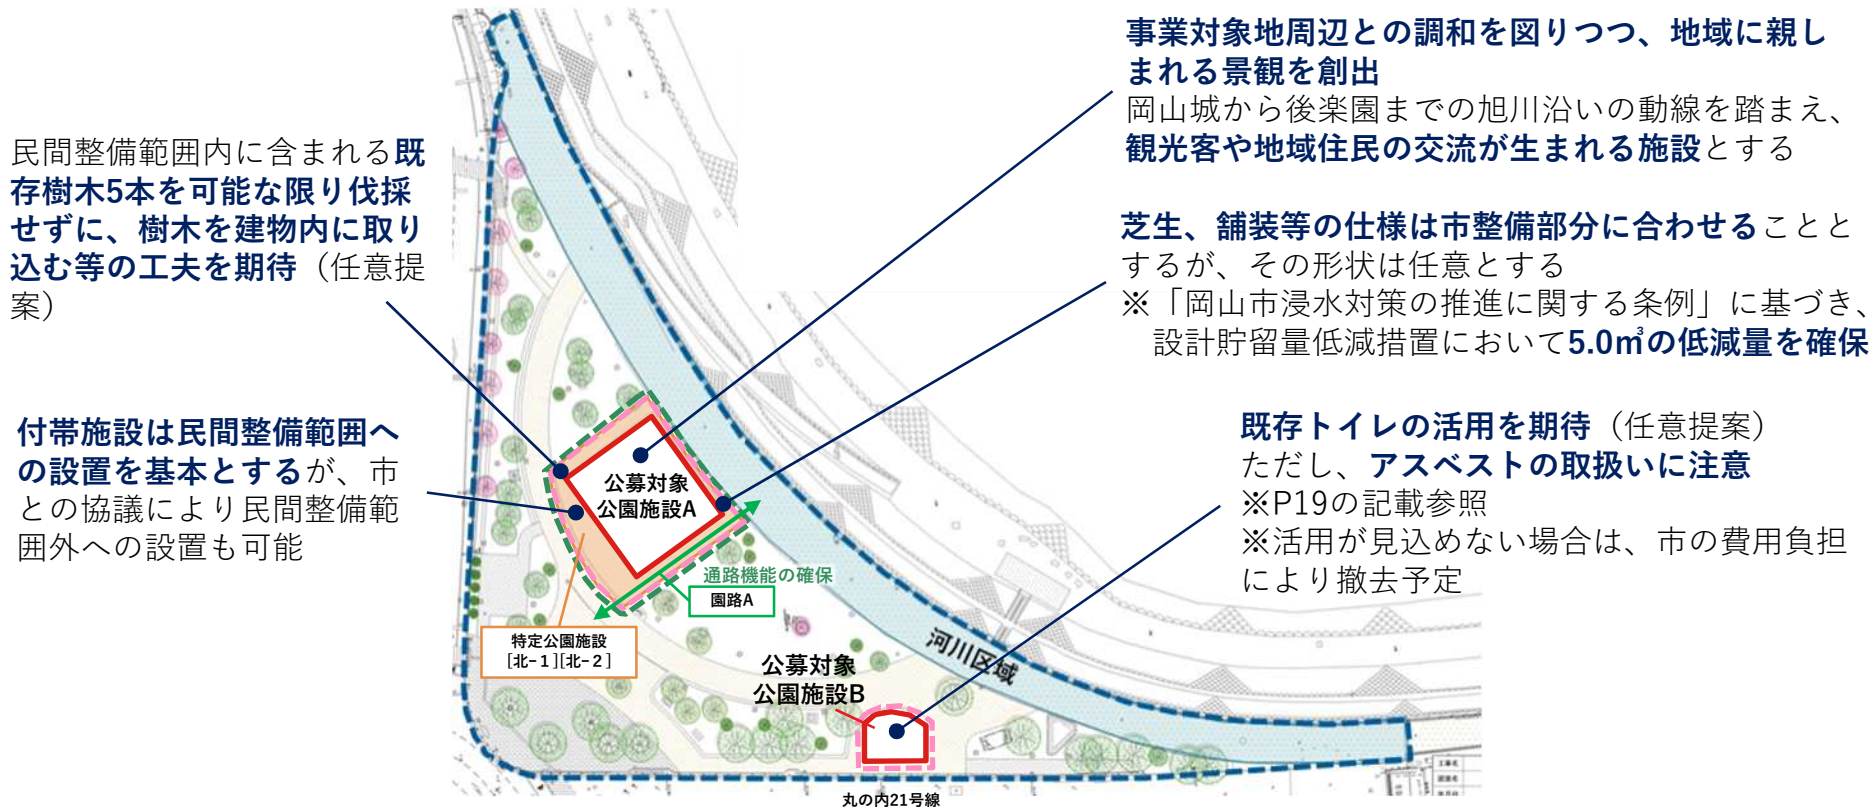 民間整備範囲内に含まれる既
存樹木5本を可能な限り伐採
せずに、樹木を建物内に取り
込む等の工夫を期待（任意提
案）
付帯施設は民間整備範囲へ
の設置を基本とするが、市
との協議により民間整備範
囲外への設置も可能
事業対象地周辺との調和を図りつつ、地域に親し
まれる景観を創出
岡山城から後楽園までの旭川沿いの動線を踏まえ、
観光客や地域住民の交流が生まれる施設とする
芝生、舗装等の仕様は市整備部分に合わせることと
するが、その形状は任意とする
※「岡山市浸水対策の推進に関する条例」に基づき、
設計貯留量低減措置において5.0㎥の低減量を確保
既存トイレの活用を期待（任意提案）
ただし、アスベストの取扱いに注意
※P19の記載参照
※活用が見込めない場合は、市の費用負担
により撤去予定
公募対象
公園施設A
通路機能の確保
園路A
特定公園施設
[北-1][北-2]
公募対象
公園施設B
河川区域
丸の内21号線